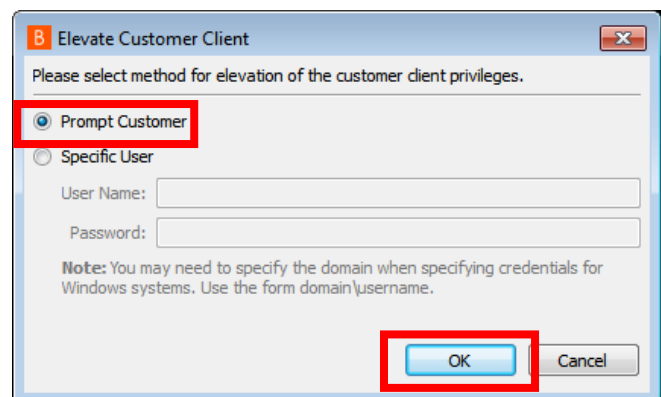 B Elevate Customer Client
Please select method for elevation of the customer client privileges.
Prompt Customer
Specific User
User Name:
Password:
Note: You may need to specify the domain when specifying credentials for
Windows systems. Use the form domain\username.
OK Cancel